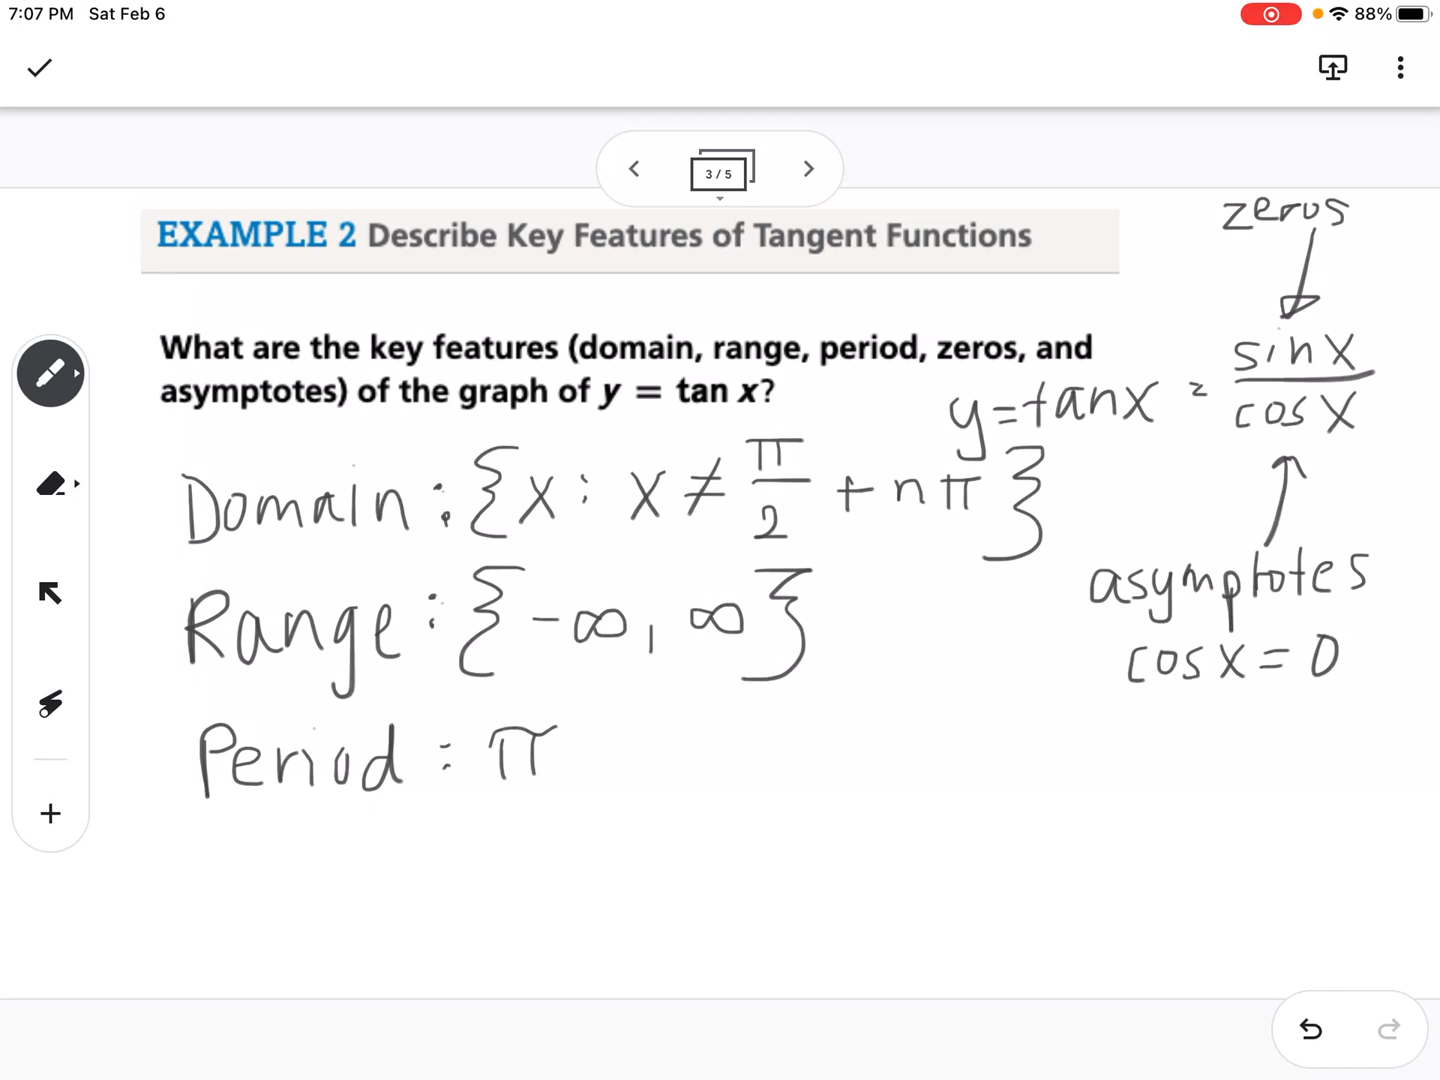 7:07 PM Sat Feb 6
88%
3 / 5
EXAMPLE 2 Describe Key Features of Tangent Functions
zeros
What are the key features (domain, range, period, zeros, and
asymptotes) of the graph of y = tan x?
y = tan x = sin x / cos x
Domain : {x : x ≠ π/2 + nπ}
asymptotes
cos x = 0
Range : {-∞, ∞}
Period : π